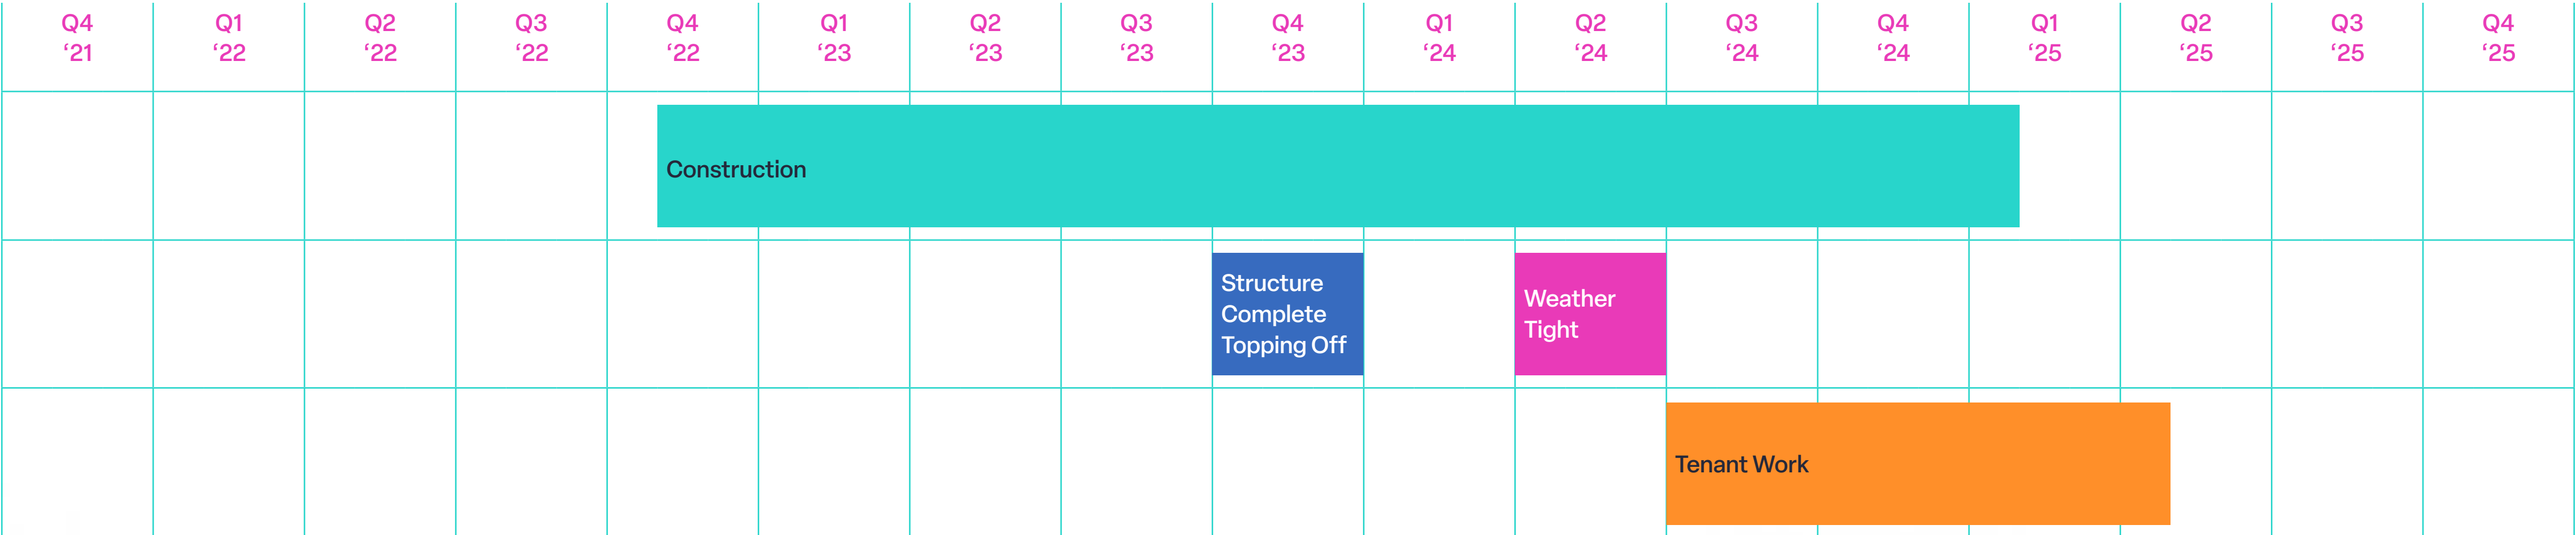 Q4 Q1 Q2 Q3 Q4 Q1 Q2 Q3 Q4 Q1 Q2 Q3 Q4 Q1 Q2 Q3 Q4
‘21 ‘22 ‘22 ‘22 ‘22 ‘23 ‘23 ‘23 ‘23 ‘24 ‘24 ‘24 ‘24 ‘25 ‘25 ‘25 ‘25
Construction
Structure
Complete
Topping Off
Weather
Tight
Tenant Work